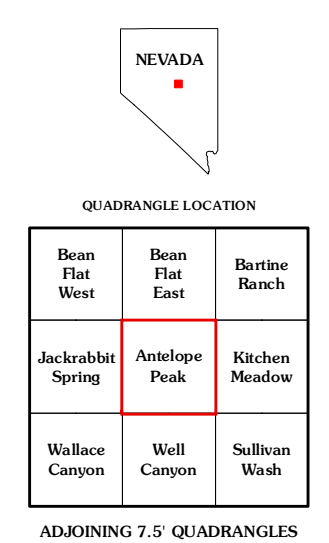 NEVADA
QUADRANGLE LOCATION
Bean
Flat
West
Bean
Flat
East
Bartine
Ranch
Jackrabbit
Spring
Antelope
Peak
Kitchen
Meadow
Wallace
Canyon
Well
Canyon
Sullivan
Wash
ADJOINING 7.5' QUADRANGLES